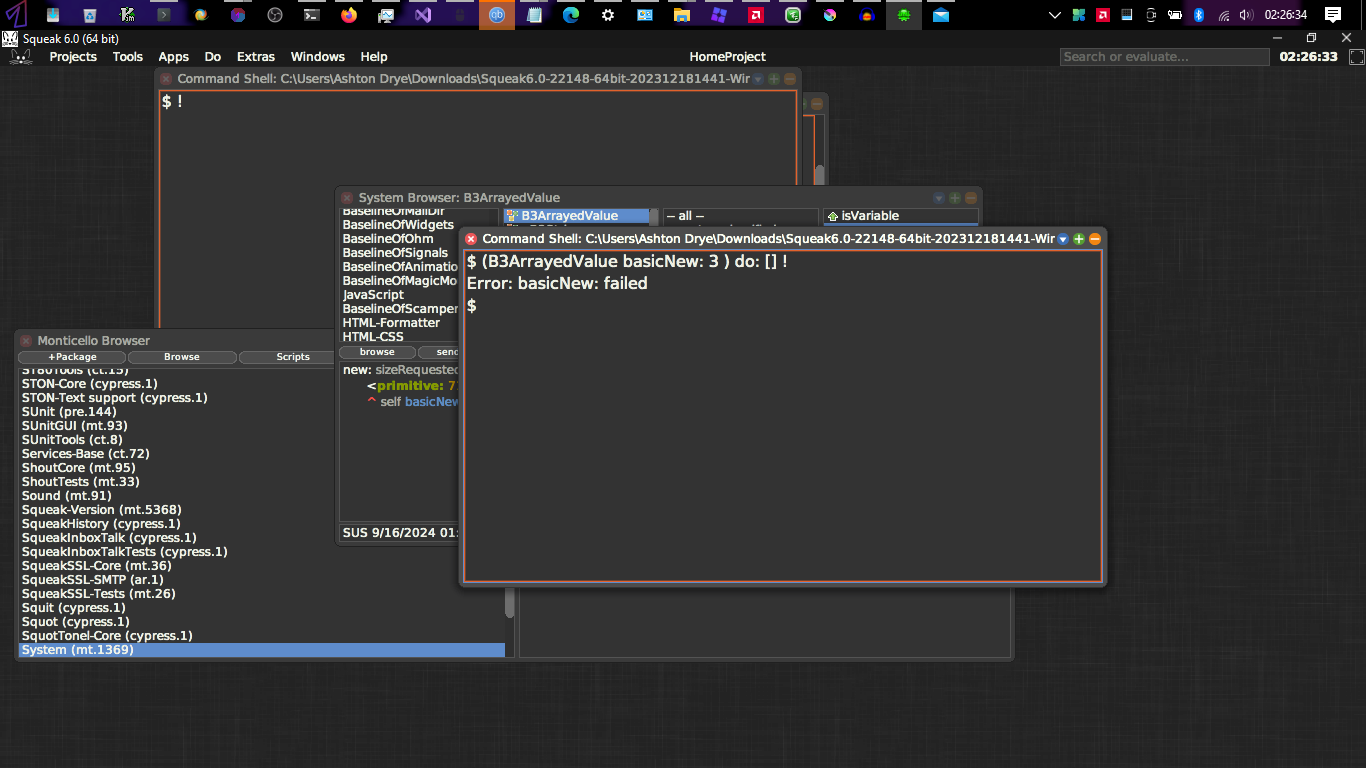 02:26:34
Squeak 6.0 (64 bit)
Projects Tools Apps Do Extras Windows Help HomeProject Search or evaluate... 02:26:33
Command Shell: C:\Users\Ashton Drye\Downloads\Squeak6.0-22148-64bit-202312181441-Wir
$ !
System Browser: B3ArrayedValue
BaselineOfMailDir
BaselineOfWidgets
BaselineOfOhm
BaselineOfSignals
BaselineOfAnimatio
BaselineOfMagicMo
JavaScript
BaselineOfScamper
HTML-Formatter
HTML-CSS
B3ArrayedValue
-- all --
isVariable
browse send
new: sizeRequested
<primitive: 7
^ self basicNew
SUS 9/16/2024 01:
Command Shell: C:\Users\Ashton Drye\Downloads\Squeak6.0-22148-64bit-202312181441-Wir
$ (B3ArrayedValue basicNew: 3 ) do: [] !
Error: basicNew: failed
$
Monticello Browser
+Package Browse Scripts
ST80Tools (ct.15)
STON-Core (cypress.1)
STON-Text support (cypress.1)
SUnit (pre.144)
SUnitGUI (mt.93)
SUnitTools (ct.8)
Services-Base (ct.72)
ShoutCore (mt.95)
ShoutTests (mt.33)
Sound (mt.91)
Squeak-Version (mt.5368)
SqueakHistory (cypress.1)
SqueakInboxTalk (cypress.1)
SqueakInboxTalkTests (cypress.1)
SqueakSSL-Core (mt.36)
SqueakSSL-SMTP (ar.1)
SqueakSSL-Tests (mt.26)
Squit (cypress.1)
Squot (cypress.1)
SquotTonel-Core (cypress.1)
System (mt.1369)